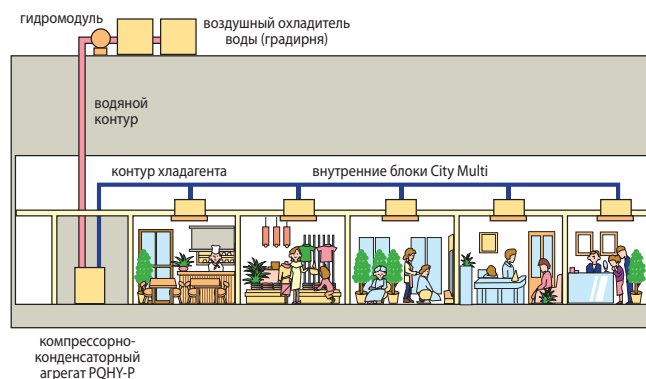 гидромодуль
воздушный охладитель
воды (градирня)
водяной
контур
контур хладагента
внутренние блоки City Multi
компрессорно-
конденсаторный
агрегат PQHY-P